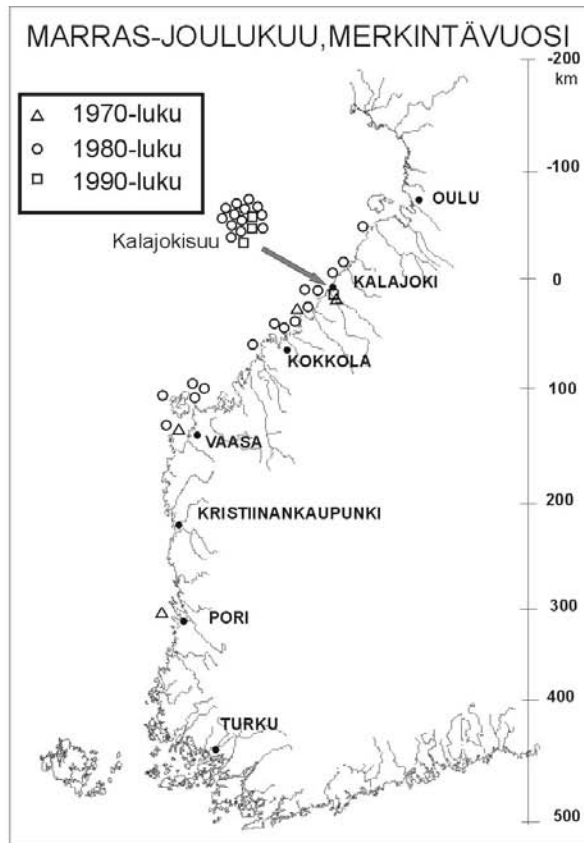 MARRAS-JOULUKUU,MERKINTÄVUOSI
-200
km
1970-luku
1980-luku
1990-luku
-100
OULU
Kalajokisuu
KALAJOKI
0
KOKKOLA
100
VAASA
200
KRISTIINANKAUPUNKI
300
PORI
400
TURKU
500